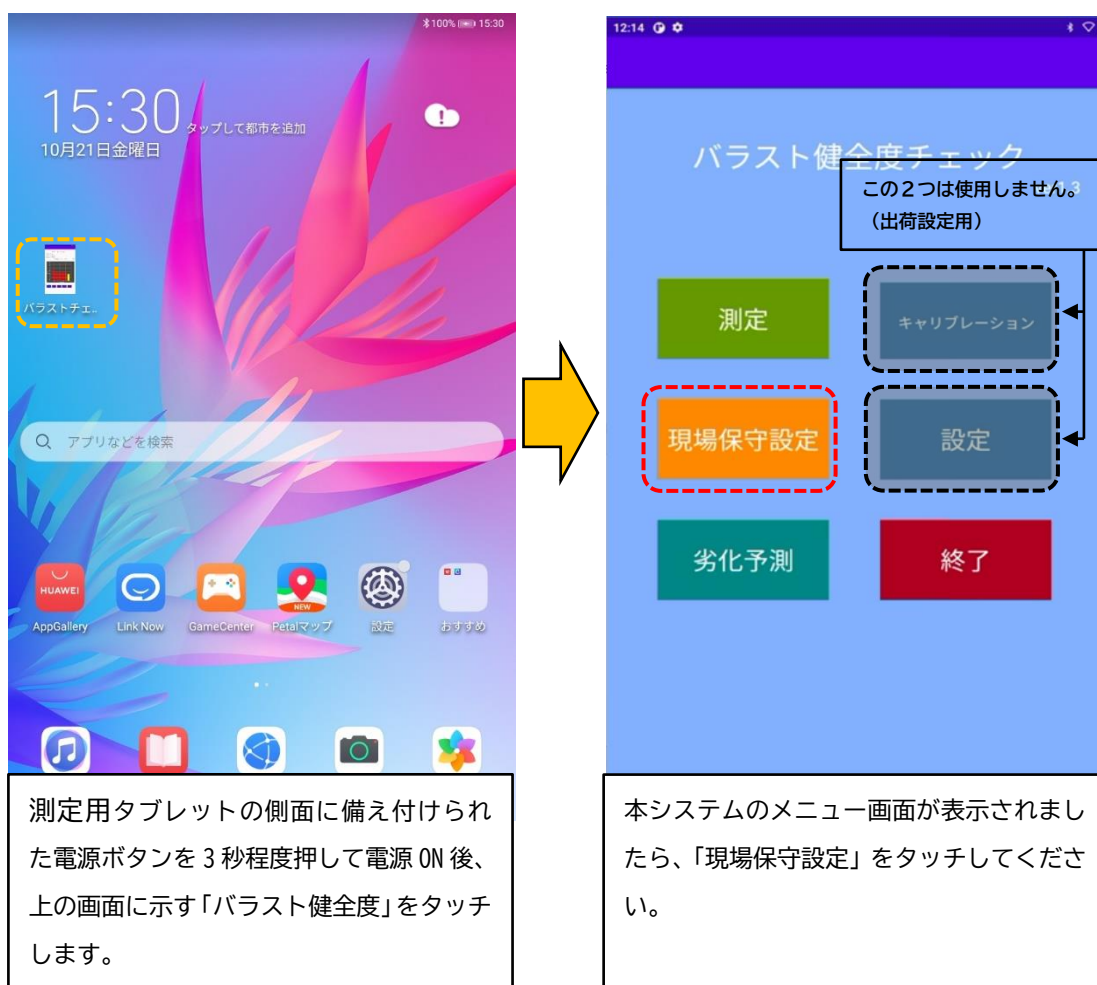 100% 15:30
15:30
タップして都市を追加
10月21日金曜日
バラストチェ..
アプリなどを検索
HUAWEI
NEW
AppGallery
Link Now
GameCenter
Petalマップ
設定
おすすめ
測定用タブレットの側面に備え付けられ
た電源ボタンを3秒程度押して電源ON後、
上の画面に示す「バラスト健全度」をタッチ
します。
12:14
バラスト健全度チェック
この2つは使用しません。
(出荷設定用)
測定
キャリブレーション
現場保守設定
設定
劣化予測
終了
本システムのメニュー画面が表示されまし
たら、「現場保守設定」をタッチしてくださ
い。